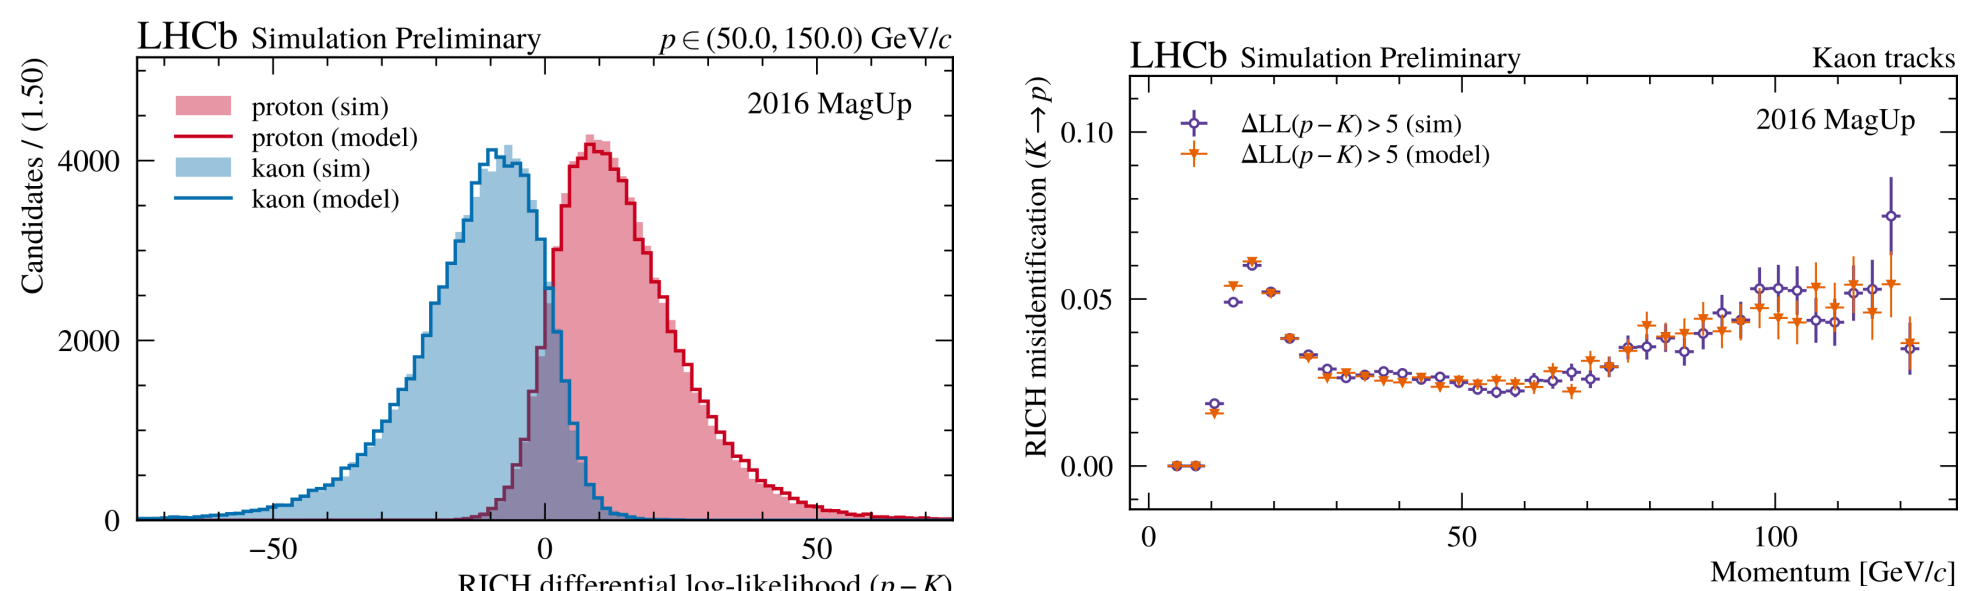 LHCb Simulation Preliminary p ∈ (50.0, 150.0) GeV/c
2016 MagUp
proton (sim)
proton (model)
kaon (sim)
kaon (model)
Candidates / (1.50)
4000
2000
0
−50 0 50
RICH differential log-likelihood (p − K)
LHCb Simulation Preliminary Kaon tracks
2016 MagUp
ΔLL(p − K) > 5 (sim)
ΔLL(p − K) > 5 (model)
RICH misidentification (K → p)
0.10
0.05
0.00
0 50 100
Momentum [GeV/c]